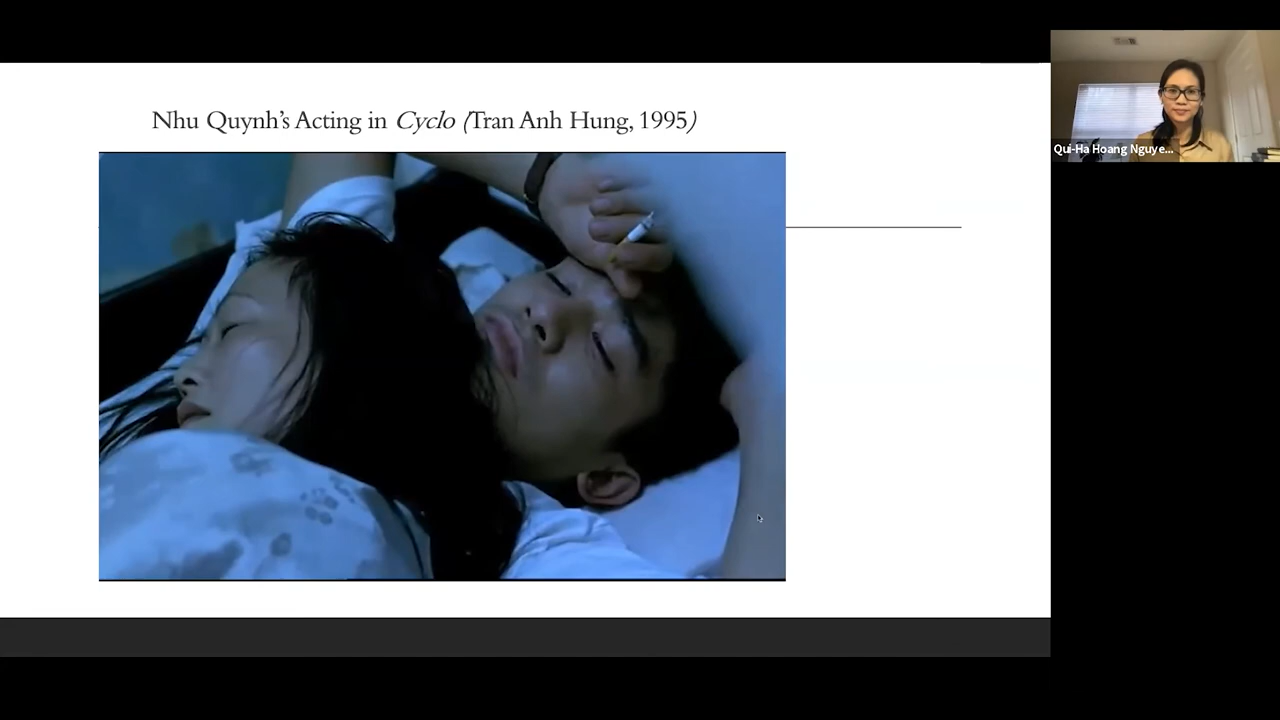 Nhu Quynh's Acting in Cyclo (Tran Anh Hung, 1995)
Qui-Ha Hoang Nguye...